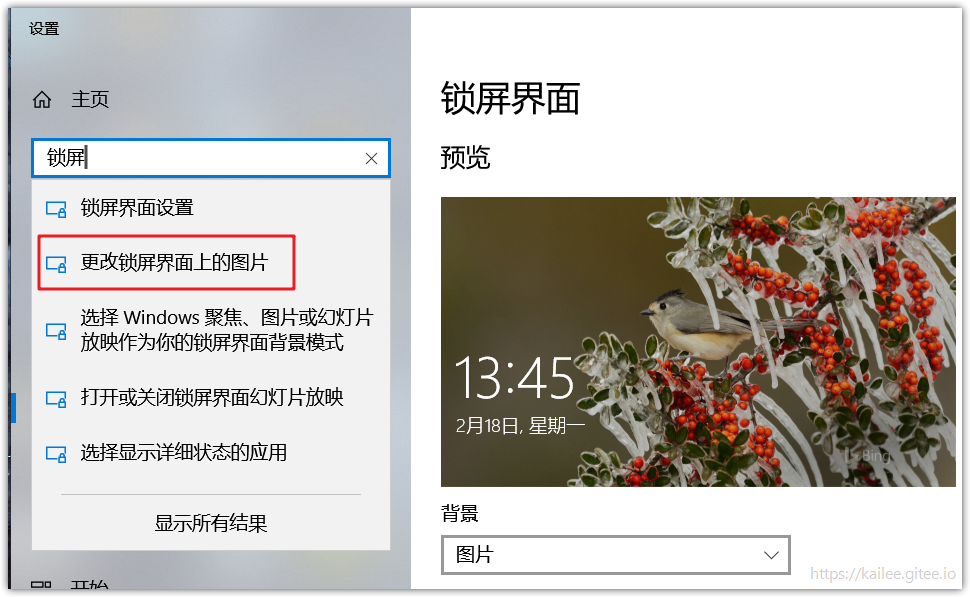 设置
主页
锁屏
锁屏界面设置
更改锁屏界面上的图片
选择 Windows 聚焦、图片或幻灯片
放映作为你的锁屏界面背景模式
打开或关闭锁屏界面幻灯片放映
选择显示详细状态的应用
显示所有结果
开始
锁屏界面
预览
13:45
2月18日, 星期一
Bing
背景
图片
https://kailee.gitee.io